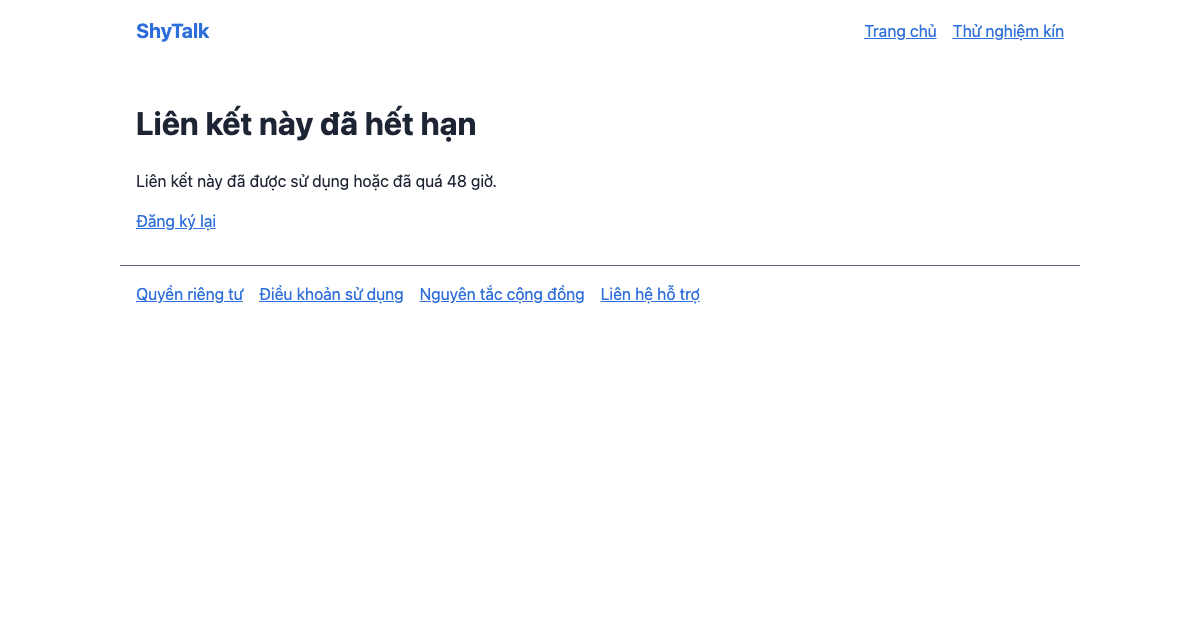 ShyTalk
Trang chủ Thử nghiệm kín
Liên kết này đã hết hạn
Liên kết này đã được sử dụng hoặc đã quá 48 giờ.
Đăng ký lại
Quyền riêng tư Điều khoản sử dụng Nguyên tắc cộng đồng Liên hệ hỗ trợ